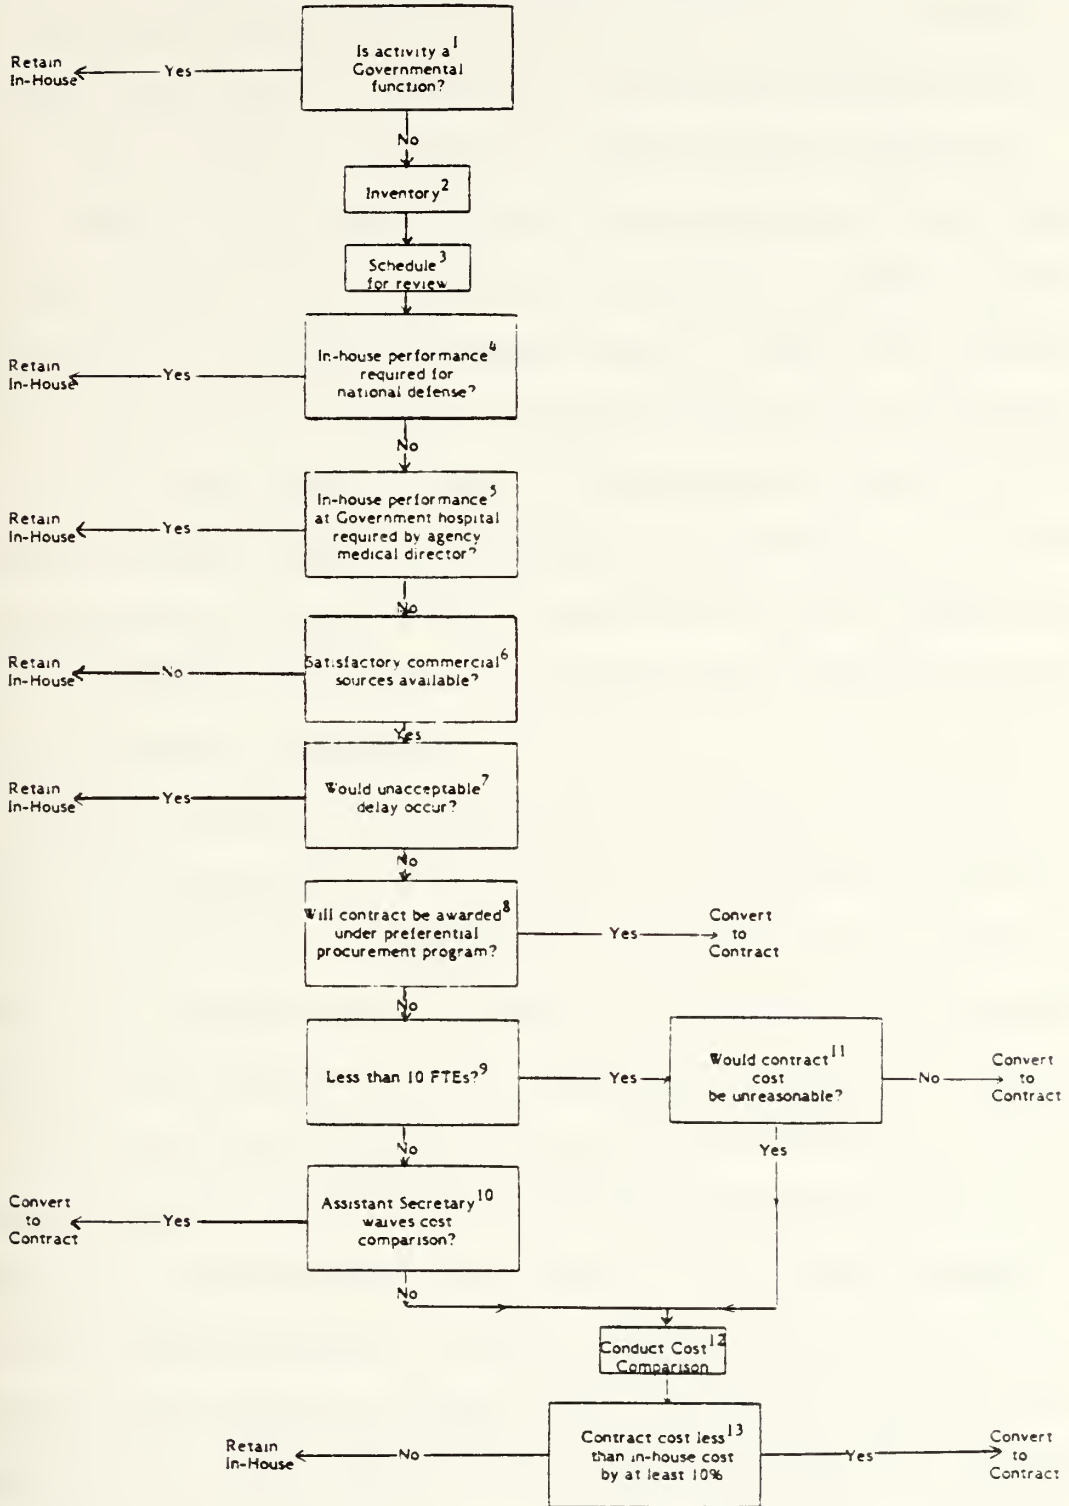 Is activity a1
Governmental
function?
Retain
In-House
Yes
No
Inventory2
Schedule3
for review
In-house performance4
required for
national defense?
Retain
In-House
Yes
No
In-house performance5
at Government hospital
required by agency
medical director?
Retain
In-House
Yes
No
Satisfactory commercial6
sources available?
Retain
In-House
No
Yes
Would unacceptable7
delay occur?
Retain
In-House
Yes
No
Will contract be awarded8
under preferential
procurement program?
Yes
Convert
to
Contract
No
Less than 10 FTEs?9
Yes
Would contract11
cost
be unreasonable?
No
Convert
to
Contract
No
Yes
Assistant Secretary10
waives cost
comparison?
Convert
to
Contract
Yes
No
Conduct Cost12
Comparison
Contract cost less13
than in-house cost
by at least 10%
Retain
In-House
No
Yes
Convert
to
Contract